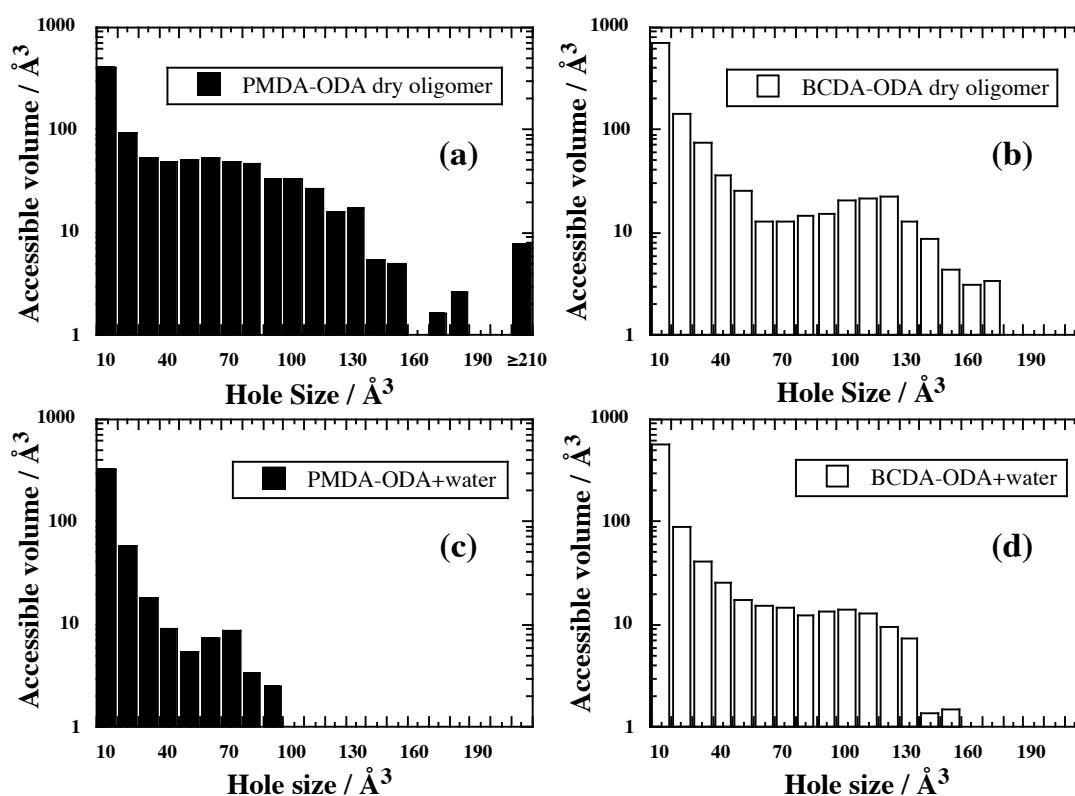 1000
100
10
1
Accessible volume / Å3
PMDA-ODA dry oligomer
(a)
10 40 70 100 130 160 190 ≥210
Hole Size / Å3
1000
100
10
1
Accessible volume / Å3
BCDA-ODA dry oligomer
(b)
10 40 70 100 130 160 190
Hole Size / Å3
1000
100
10
1
Accessible volume / Å3
PMDA-ODA+water
(c)
10 40 70 100 130 160 190
Hole size / Å3
1000
100
10
1
Accessible volume / Å3
BCDA-ODA+water
(d)
10 40 70 100 130 160 190
Hole size / Å3